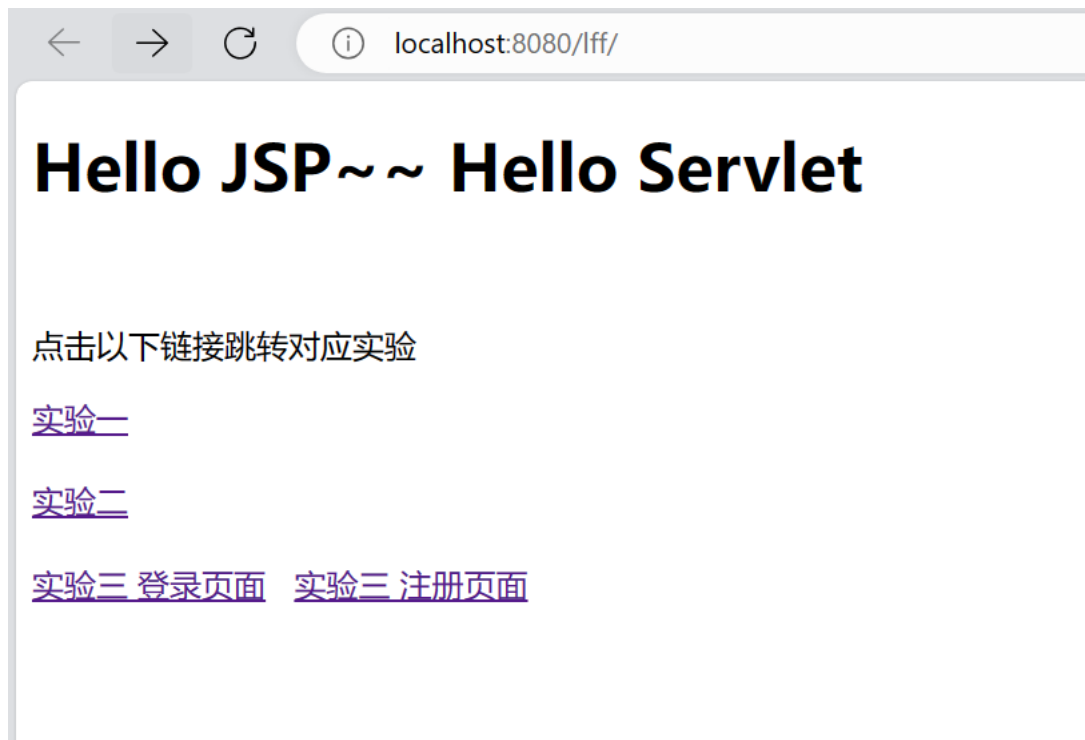 localhost:8080/lff/
Hello JSP~~ Hello Servlet
点击以下链接跳转对应实验
实验一
实验二
实验三 登录页面 实验三 注册页面